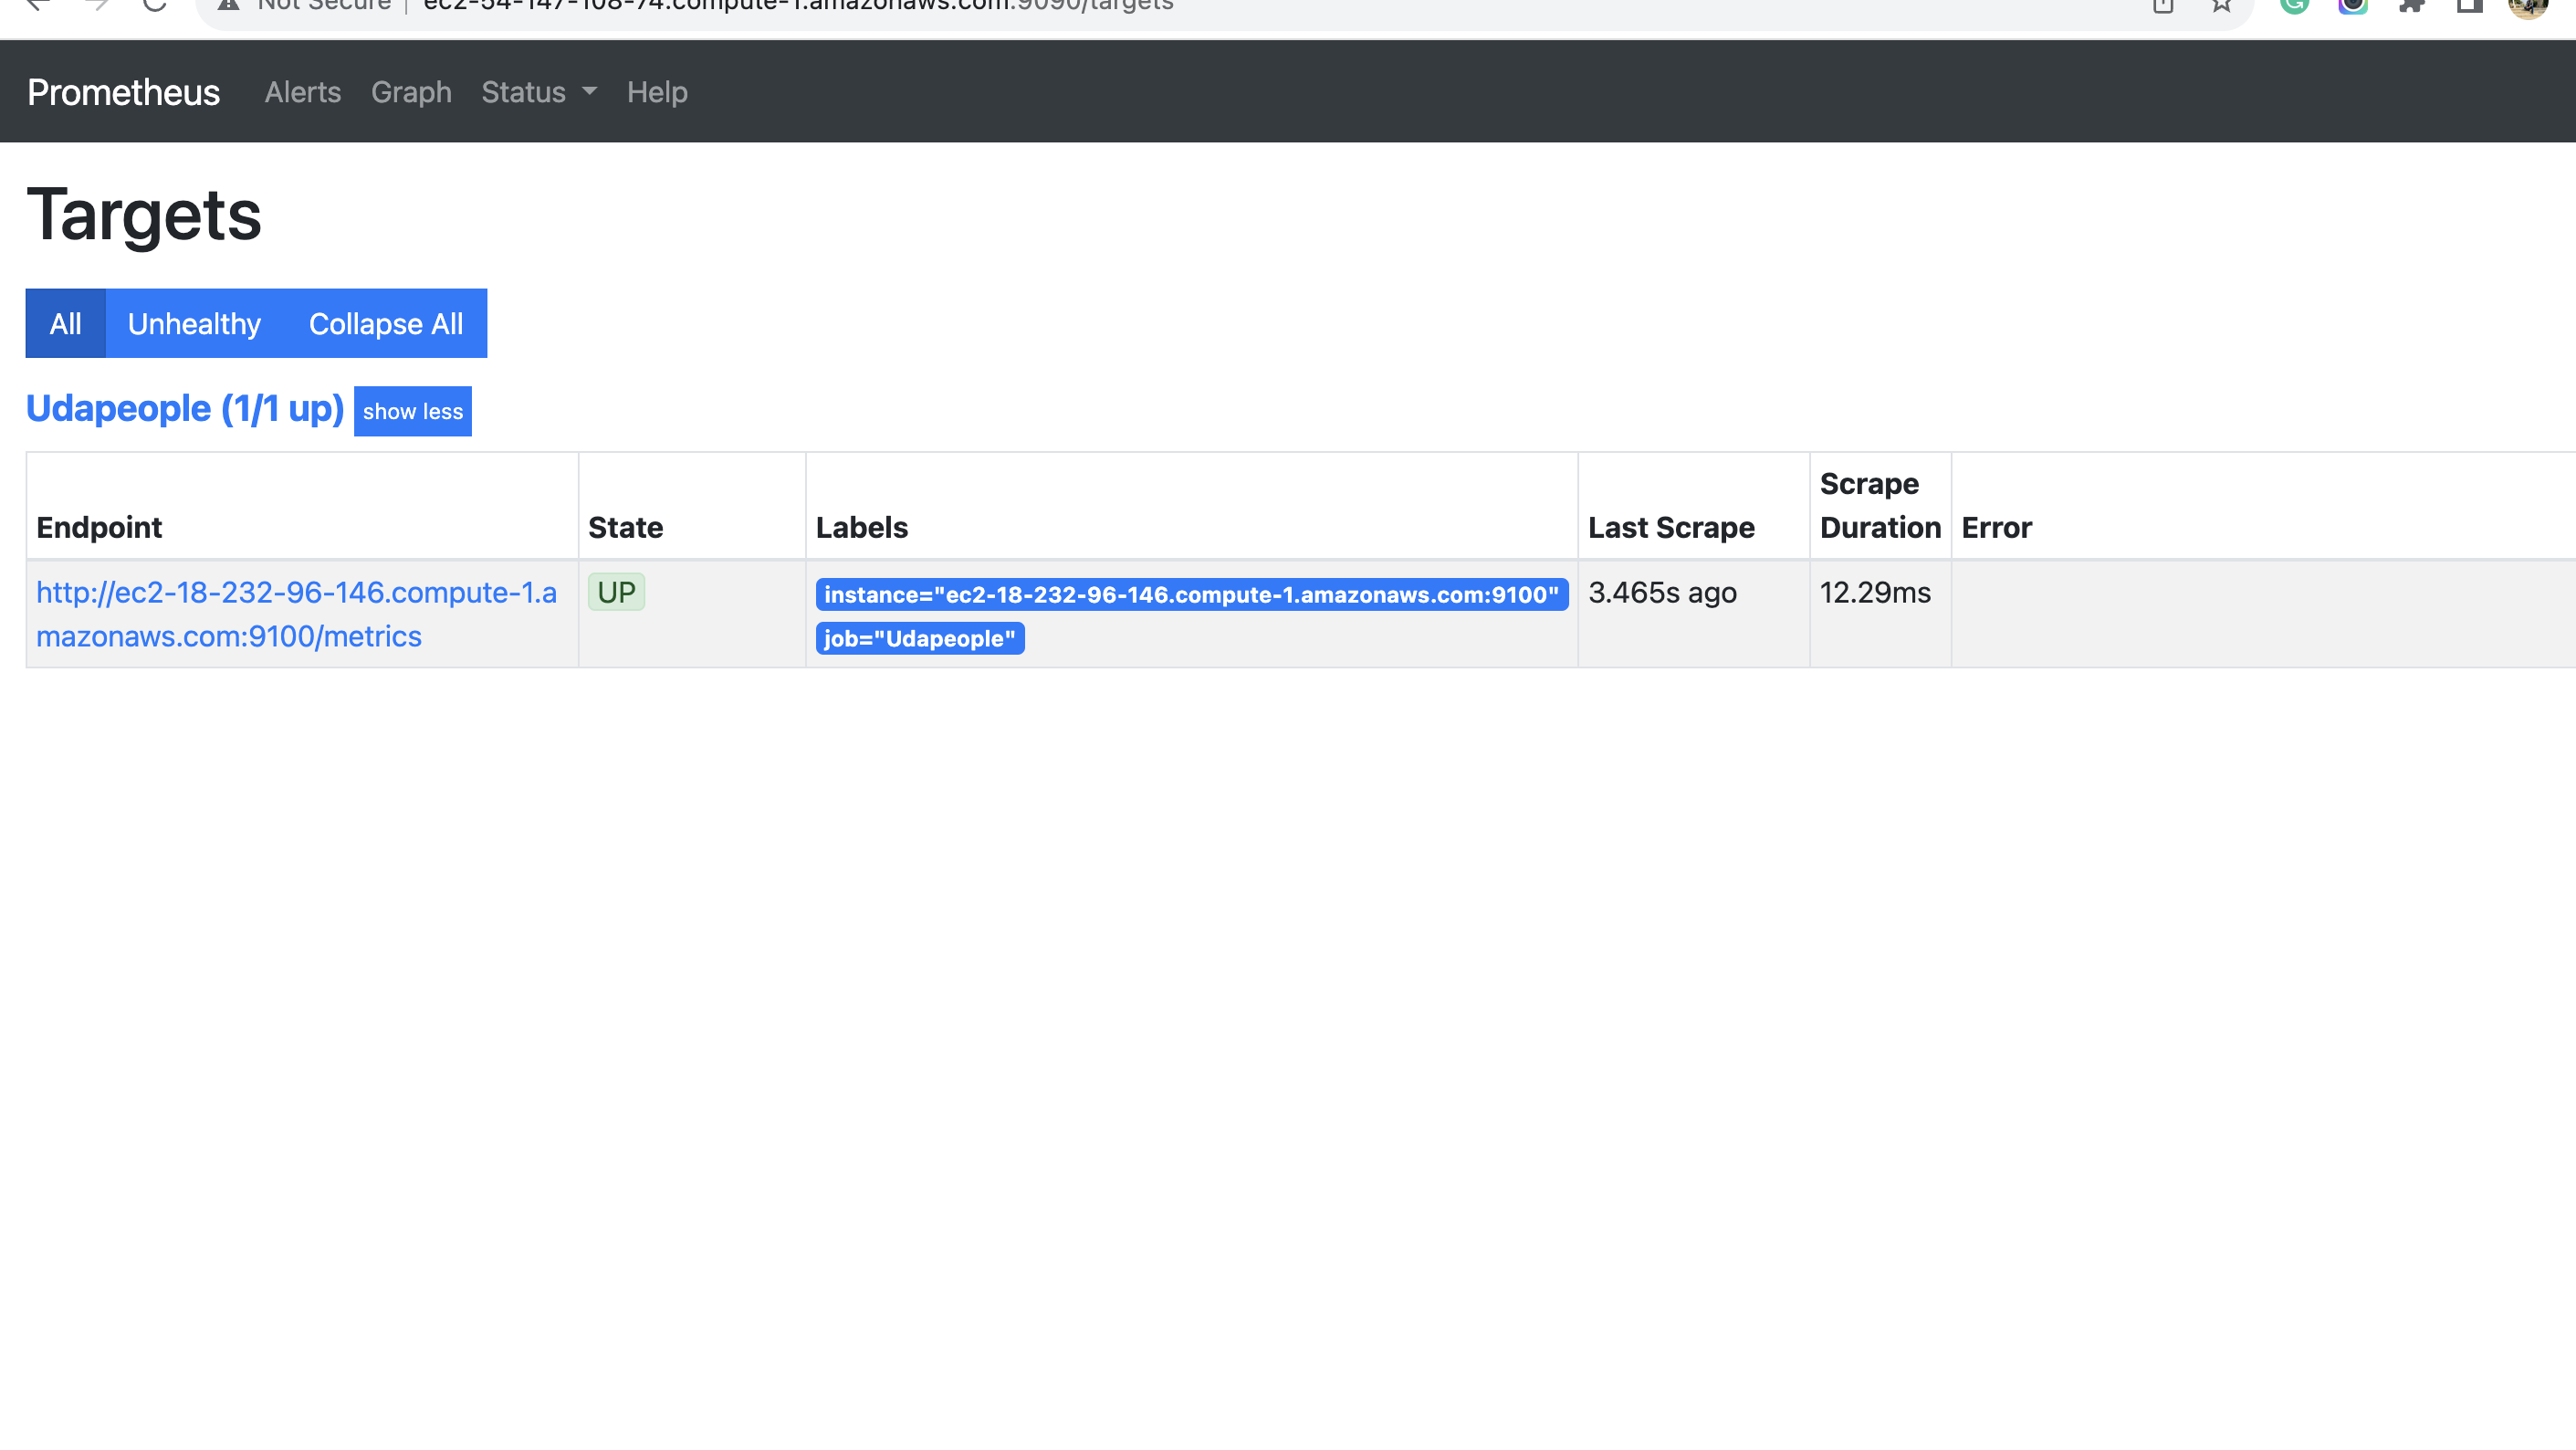 Not Secure | ec2-54-147-108-74.compute-1.amazonaws.com:9090/targets
Prometheus Alerts Graph Status Help
Targets
All Unhealthy Collapse All
Udapeople (1/1 up) show less
Endpoint State Labels Last Scrape Scrape Duration Error
http://ec2-18-232-96-146.compute-1.a
mazonaws.com:9100/metrics
UP
instance="ec2-18-232-96-146.compute-1.amazonaws.com:9100"
job="Udapeople"
3.465s ago
12.29ms